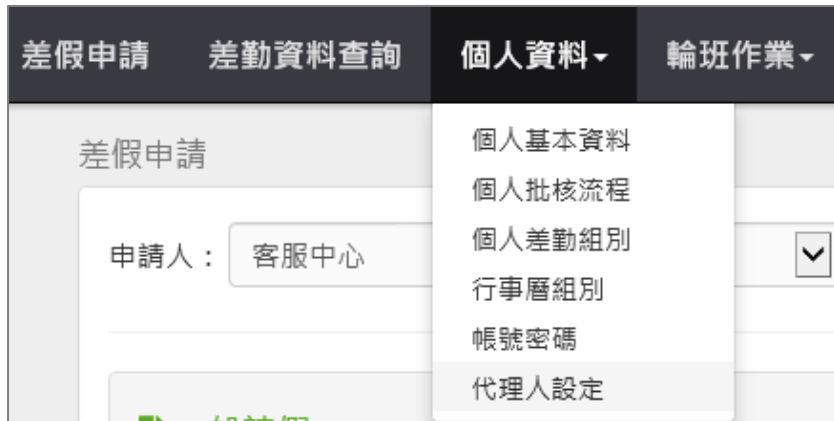 差假申請 差勤資料查詢 個人資料 輪班作業
差假申請
個人基本資料
個人批核流程
申請人： 客服中心
個人差勤組別
行事曆組別
帳號密碼
代理人設定